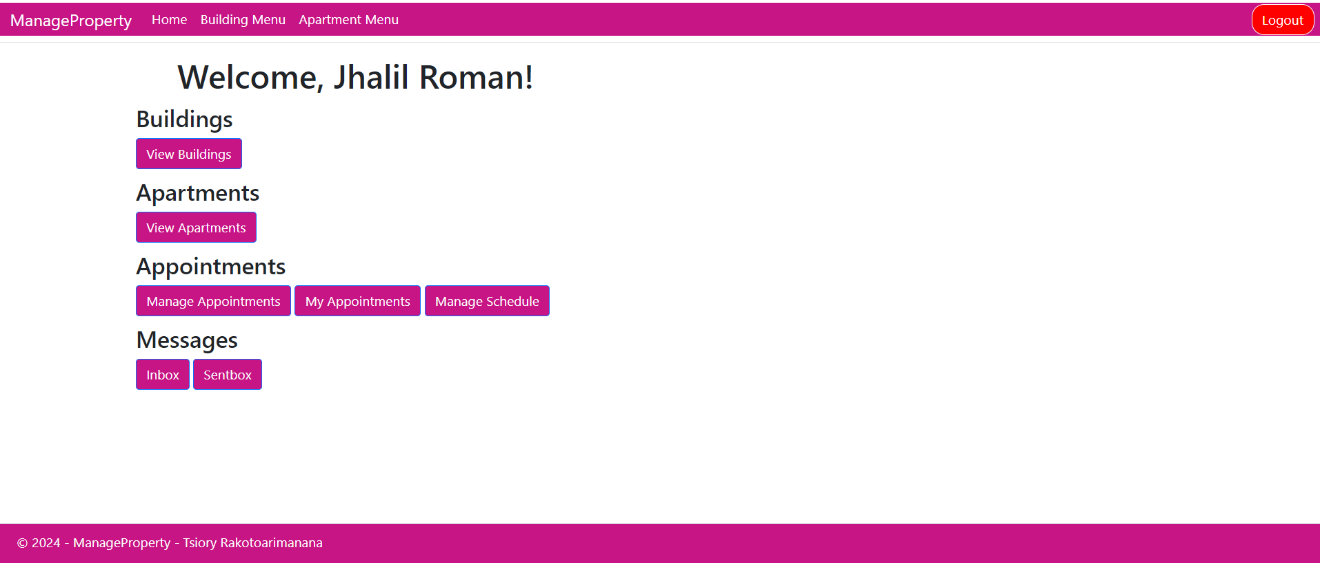 ManageProperty Home Building Menu Apartment Menu Logout
Welcome, Jhalil Roman!
Buildings
View Buildings
Apartments
View Apartments
Appointments
Manage Appointments My Appointments Manage Schedule
Messages
Inbox Sentbox
© 2024 - ManageProperty - Tsiory Rakotoarimanana